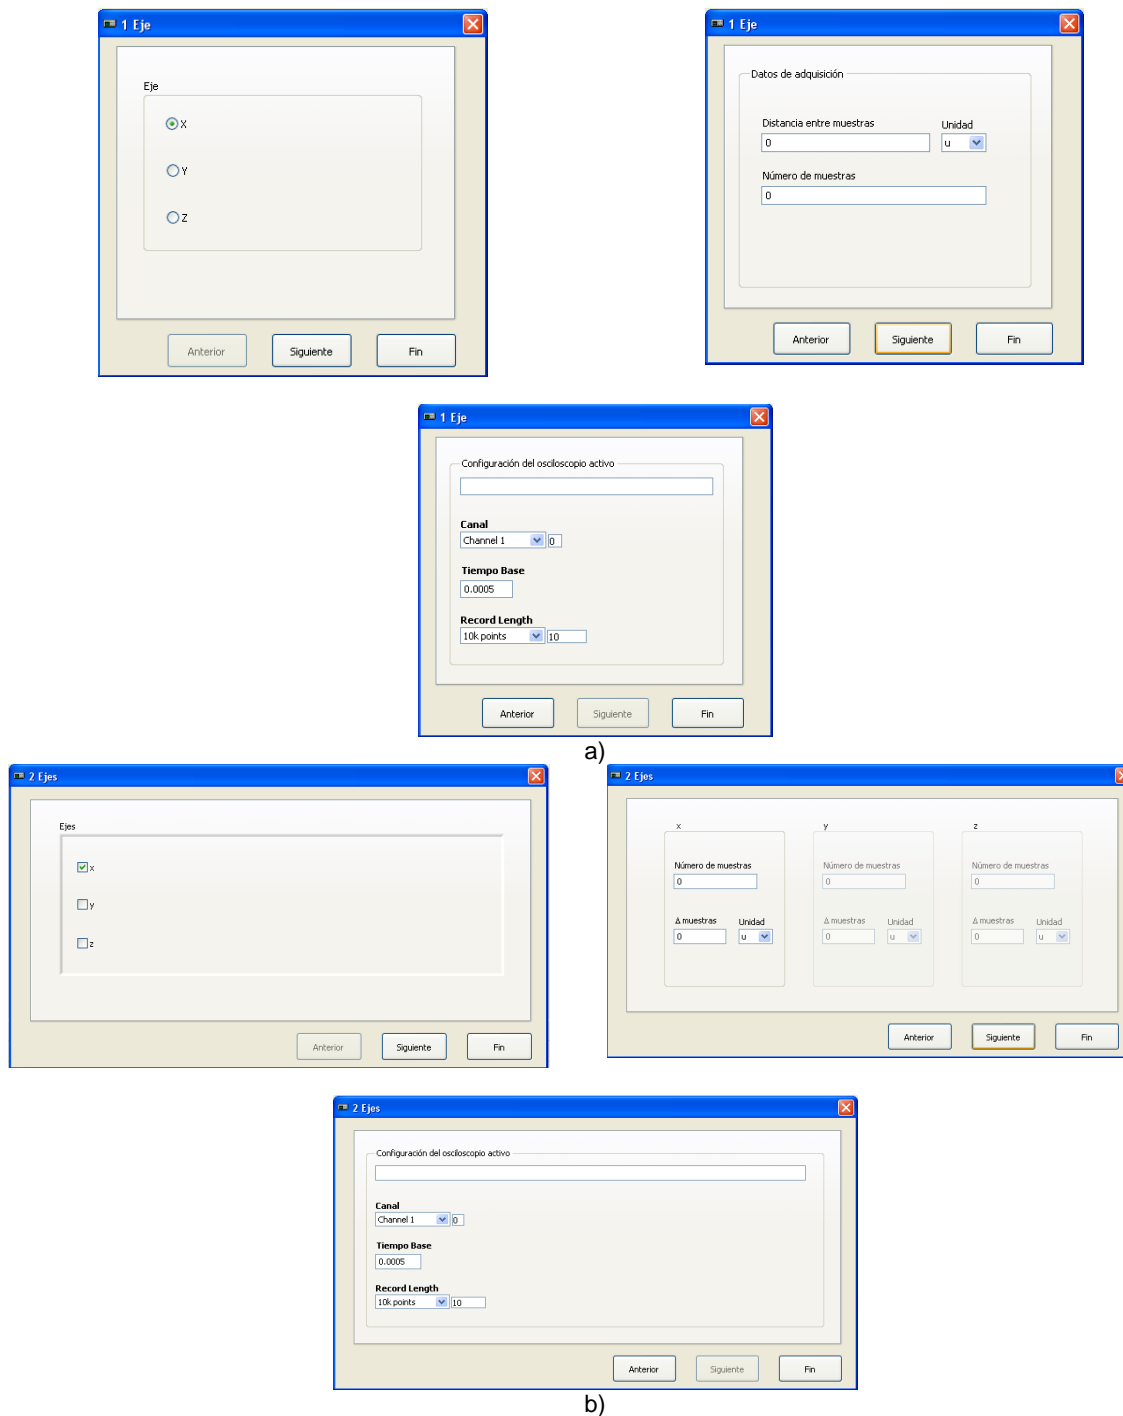 1 Eje
Eje
X
Y
Z
Anterior Siguiente Fin
1 Eje
Datos de adquisición
Distancia entre muestras Unidad
0 u
Número de muestras
0
Anterior Siguiente Fin
1 Eje
Configuración del osciloscopio activo
Canal
Channel 1 0
Tiempo Base
0.0005
Record Length
10k points 10
Anterior Siguiente Fin
a)
2 Ejes
Ejes
x
y
z
Anterior Siguiente Fin
2 Ejes
x y z
Número de muestras Número de muestras Número de muestras
0 0 0
Δ muestras Unidad Δ muestras Unidad Δ muestras Unidad
0 u 0 u 0 u
Anterior Siguiente Fin
2 Ejes
Configuración del osciloscopio activo
Canal
Channel 1 0
Tiempo Base
0.0005
Record Length
10k points 10
Anterior Siguiente Fin
b)